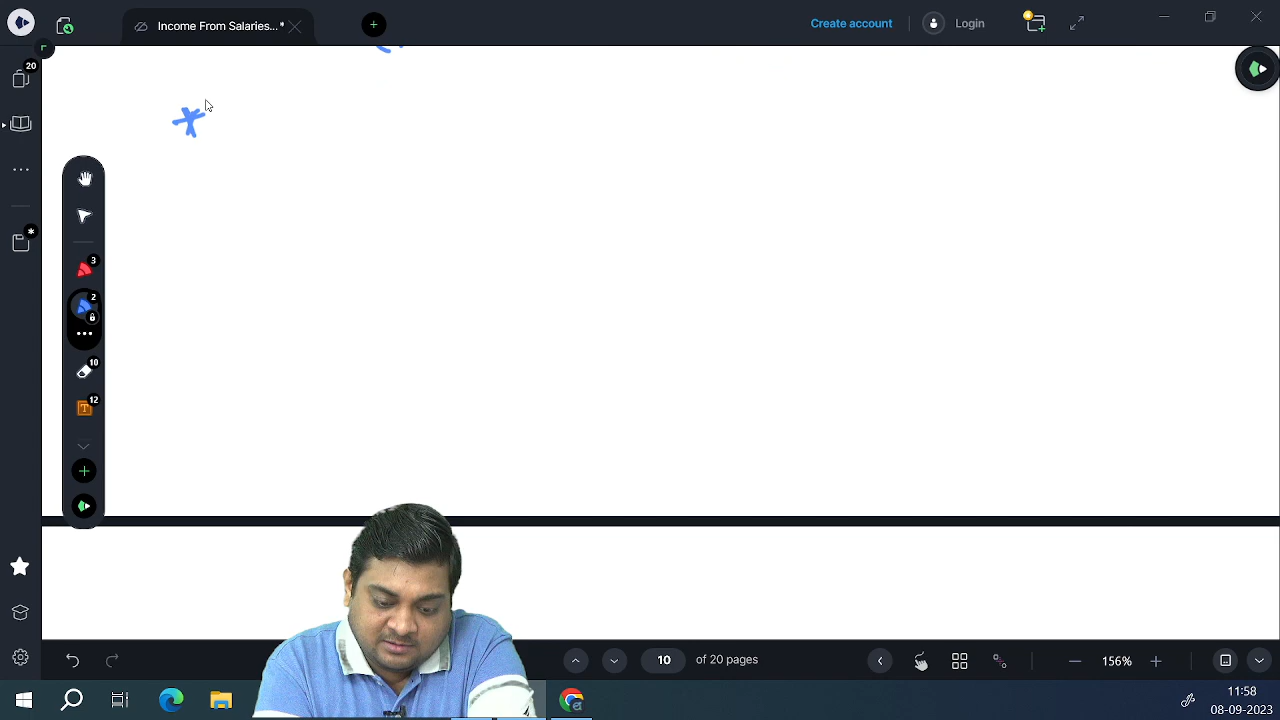 Income From Salaries...*
Create account
Login
20
*
*
3
2
10
T 12
10 of 20 pages
156%
11:58
08-09-2023